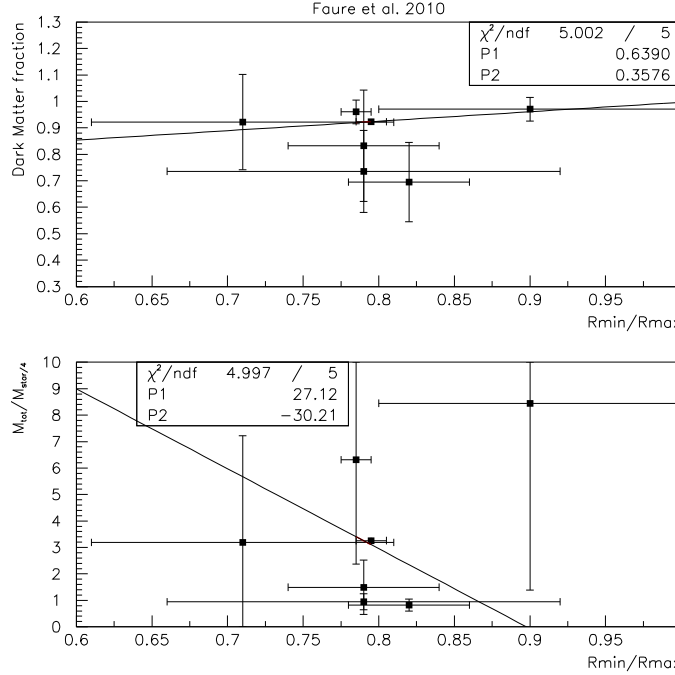 Faure et al. 2010
χ²/ndf 5.002 / 5
P1 0.6390
P2 0.3576
Dark Matter fraction
1.3
1.2
1.1
1
0.9
0.8
0.7
0.6
0.5
0.4
0.3
0.6 0.65 0.7 0.75 0.8 0.85 0.9 0.95
Rmin/Rma
χ²/ndf 4.997 / 5
P1 27.12
P2 −30.21
Mtot/Mstar/4
10
9
8
7
6
5
4
3
2
1
0
0.6 0.65 0.7 0.75 0.8 0.85 0.9 0.95
Rmin/Rma